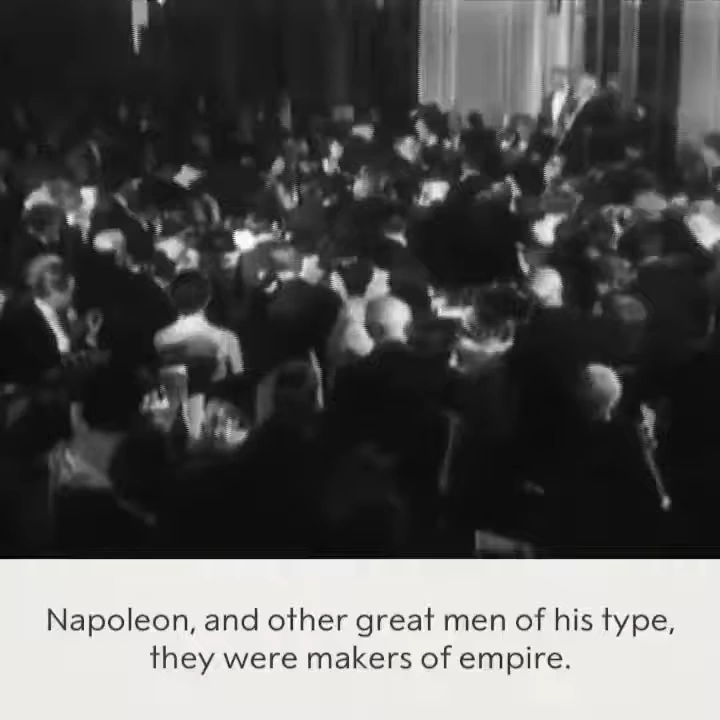 Napoleon, and other great men of his type,
they were makers of empire.